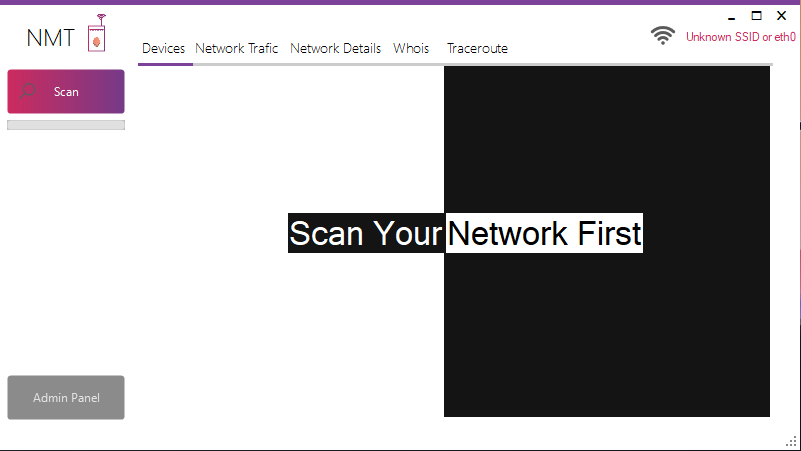 NMT
Devices Network Trafic Network Details Whois Traceroute
Unknown SSID or eth0
Scan
Scan Your Network First
Admin Panel